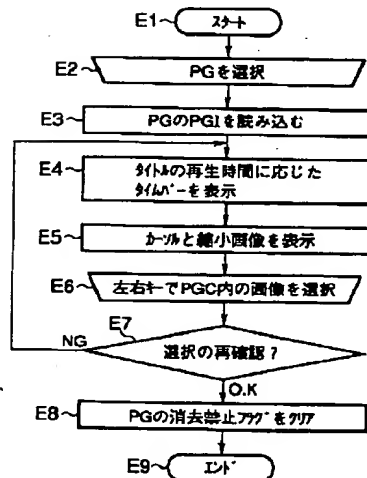 E1 スタート
E2 PGを選択
E3 PGのPGIを読み込む
E4 タイトルの再生時間に応じた
タイムバーを表示
E5 カーソルと縮小画像を表示
E6 左右キーでPGC内の画像を選択
E7
NG 選択の再確認?
O.K
E8 PGの消去禁止フラグをクリア
E9 エンド